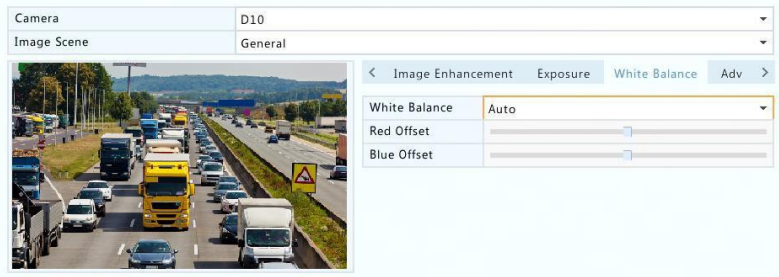 Camera D10
Image Scene General
< Image Enhancement Exposure White Balance Adv >
White Balance Auto
Red Offset
Blue Offset